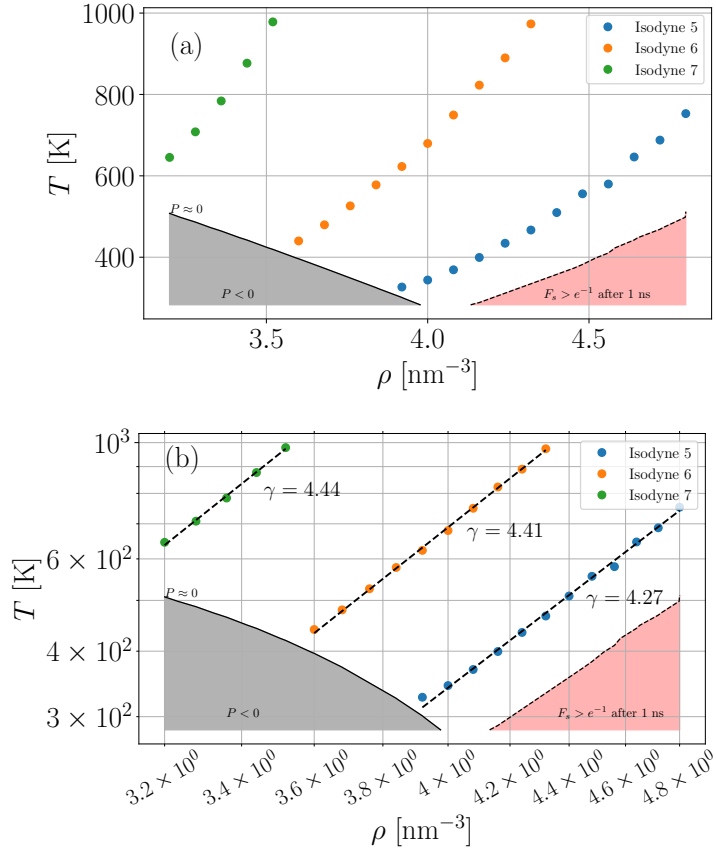 (a)
Isodyne 5
Isodyne 6
Isodyne 7
1000
800
600
400
T [K]
P ≈ 0
P < 0
F_s > e^{-1} after 1 ns
3.5
4.0
4.5
ρ [nm^{-3}]
(b)
Isodyne 5
Isodyne 6
Isodyne 7
10^3
6 × 10^2
4 × 10^2
3 × 10^2
T [K]
γ = 4.44
γ = 4.41
γ = 4.27
P ≈ 0
P < 0
F_s > e^{-1} after 1 ns
3.2 × 10^0
3.4 × 10^0
3.6 × 10^0
3.8 × 10^0
4 × 10^0
4.2 × 10^0
4.4 × 10^0
4.6 × 10^0
4.8 × 10^0
ρ [nm^{-3}]